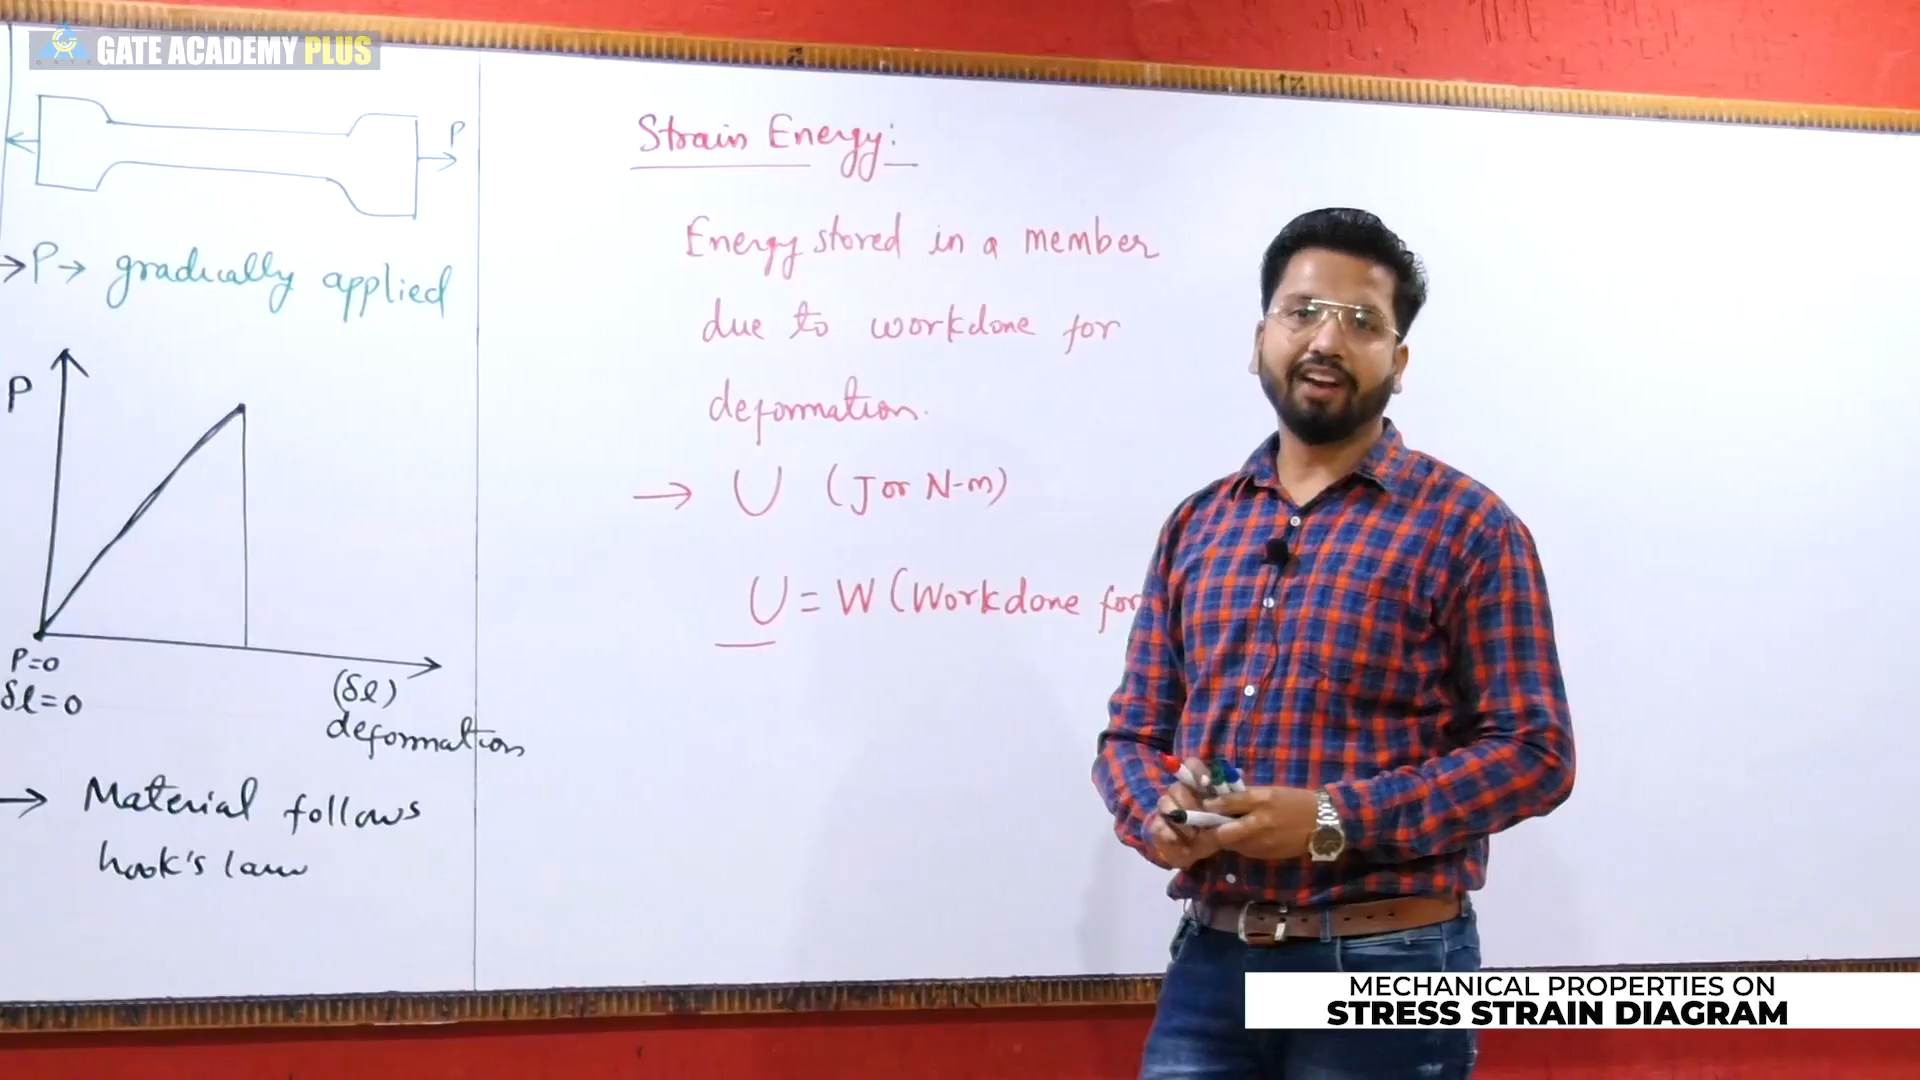 GATE ACADEMY PLUS
P
→ P → gradually applied
P
P=0
δl=0
(δl)
deformation
→ Material follows
hook's law
Strain Energy:
Energy stored in a member
due to workdone for
deformation.
→ U (J or N-m)
U = W (Workdone for
MECHANICAL PROPERTIES ON
STRESS STRAIN DIAGRAM